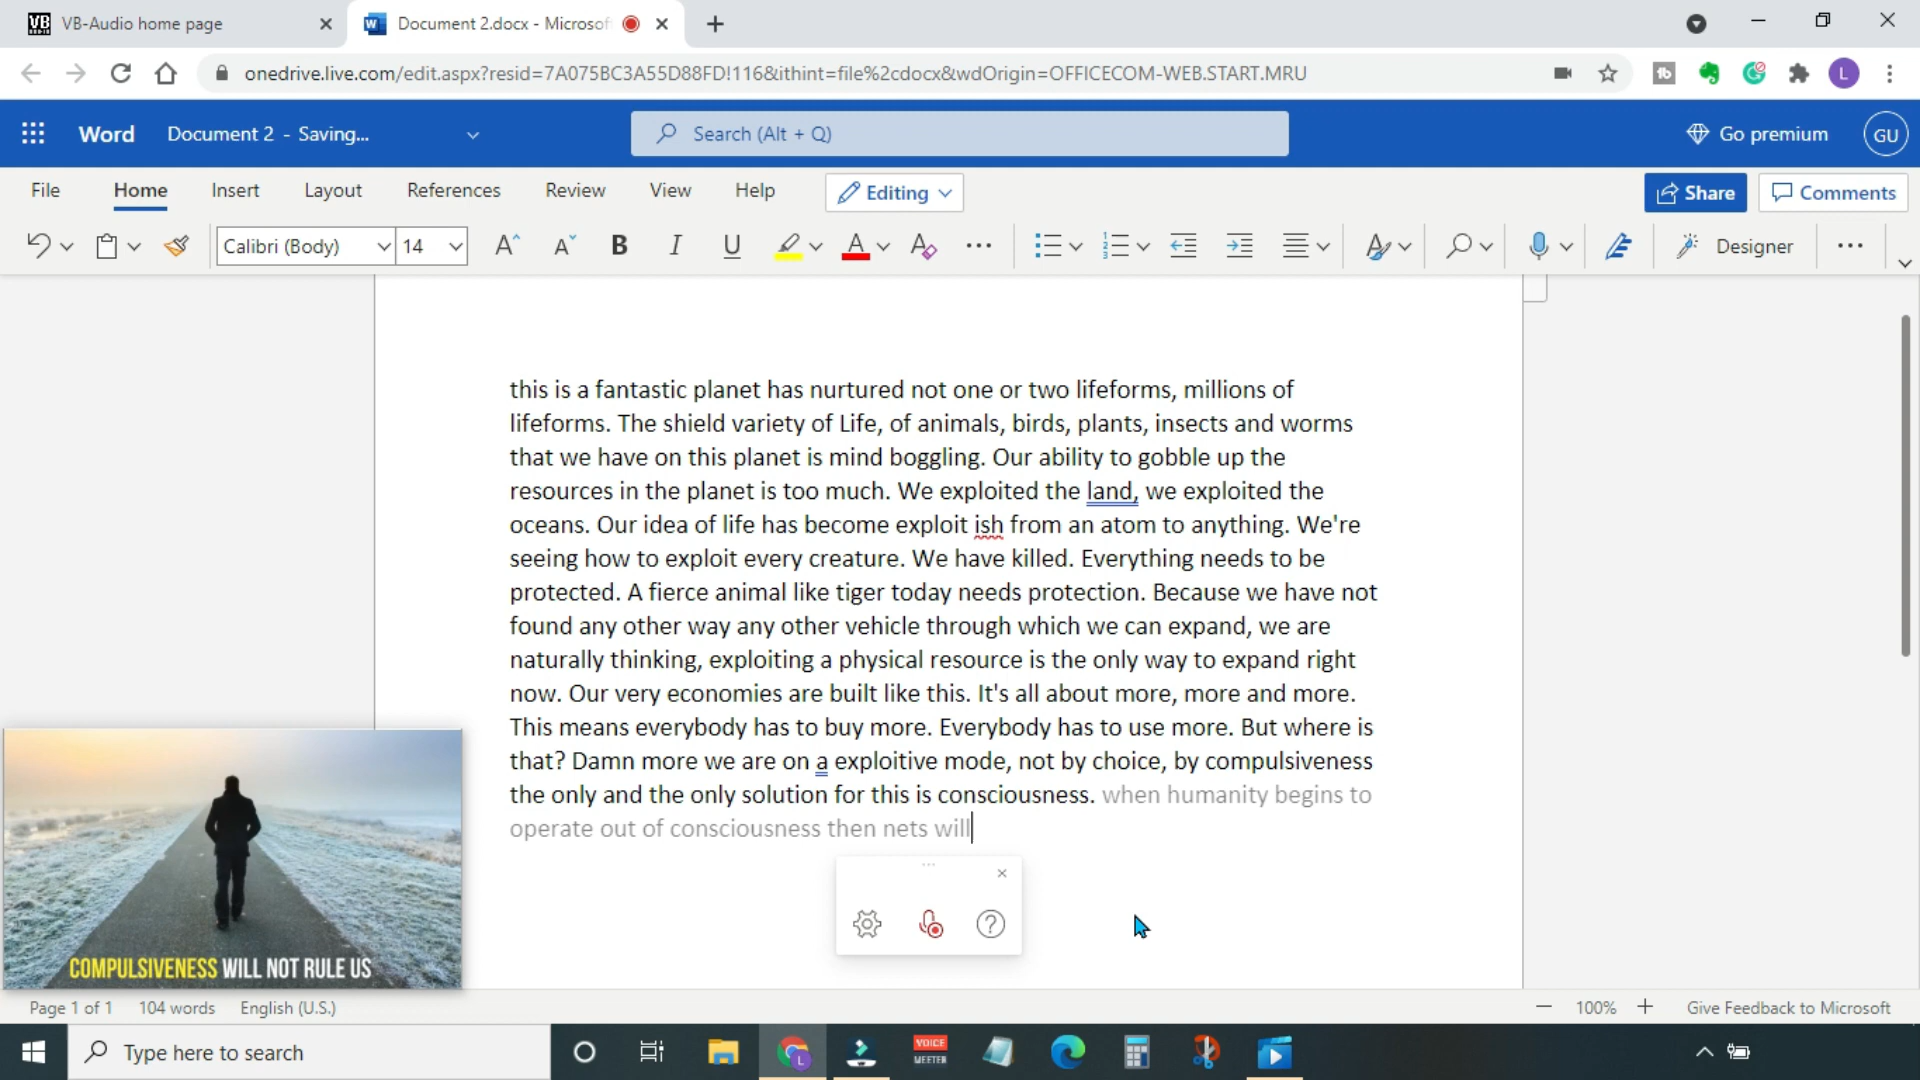 VB-Audio home page
Document 2.docx - Microsof
onedrive.live.com/edit.aspx?resid=7A075BC3A55D88FD!116&ithint=file%2cdocx&wdOrigin=OFFICECOM-WEB.START.MRU
L
Word Document 2 - Saving... Search (Alt + Q) Go premium GU
File Home Insert Layout References Review View Help Editing Share Comments
Calibri (Body) 14 A A B I U A A Designer
this is a fantastic planet has nurtured not one or two lifeforms, millions of
lifeforms. The shield variety of Life, of animals, birds, plants, insects and worms
that we have on this planet is mind boggling. Our ability to gobble up the
resources in the planet is too much. We exploited the land, we exploited the
oceans. Our idea of life has become exploit ish from an atom to anything. We're
seeing how to exploit every creature. We have killed. Everything needs to be
protected. A fierce animal like tiger today needs protection. Because we have not
found any other way any other vehicle through which we can expand, we are
naturally thinking, exploiting a physical resource is the only way to expand right
now. Our very economies are built like this. It's all about more, more and more.
This means everybody has to buy more. Everybody has to use more. But where is
that? Damn more we are on a exploitive mode, not by choice, by compulsiveness
the only and the only solution for this is consciousness. when humanity begins to
operate out of consciousness then nets will
COMPULSIVENESS WILL NOT RULE US
Page 1 of 1 104 words English (U.S.) 100% Give Feedback to Microsoft
Type here to search
VOICE
MEETER